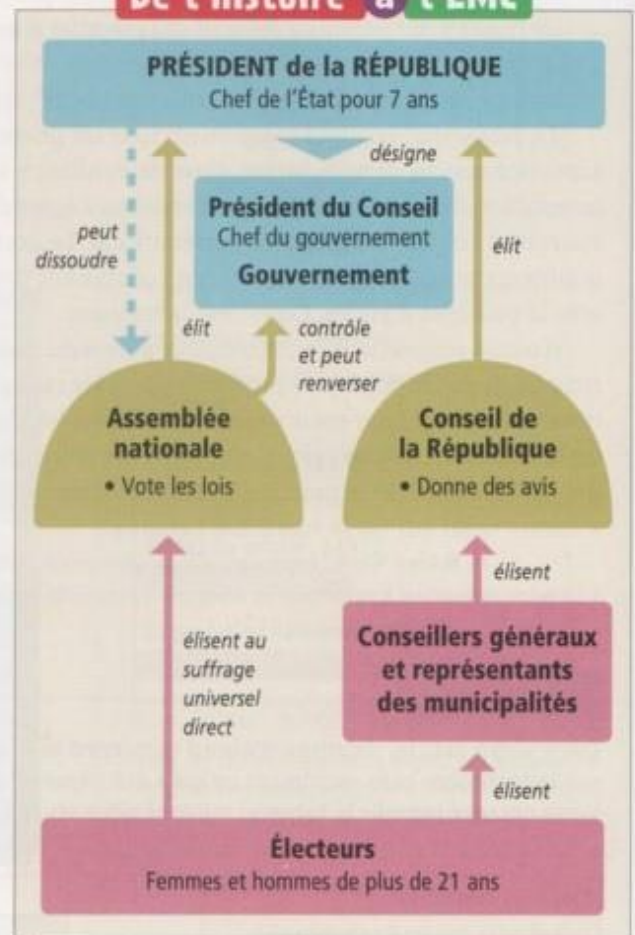 De l'histoire à l'EMC
PRÉSIDENT de la RÉPUBLIQUE
Chef de l'État pour 7 ans
désigne
Président du Conseil
Chef du gouvernement
Gouvernement
peut
dissoudre
élit
élit
contrôle
et peut
renverser
Assemblée
nationale
• Vote les lois
Conseil de
la République
• Donne des avis
élisent
Conseillers généraux
et représentants
des municipalités
élisent au
suffrage
universel
direct
élisent
Électeurs
Femmes et hommes de plus de 21 ans